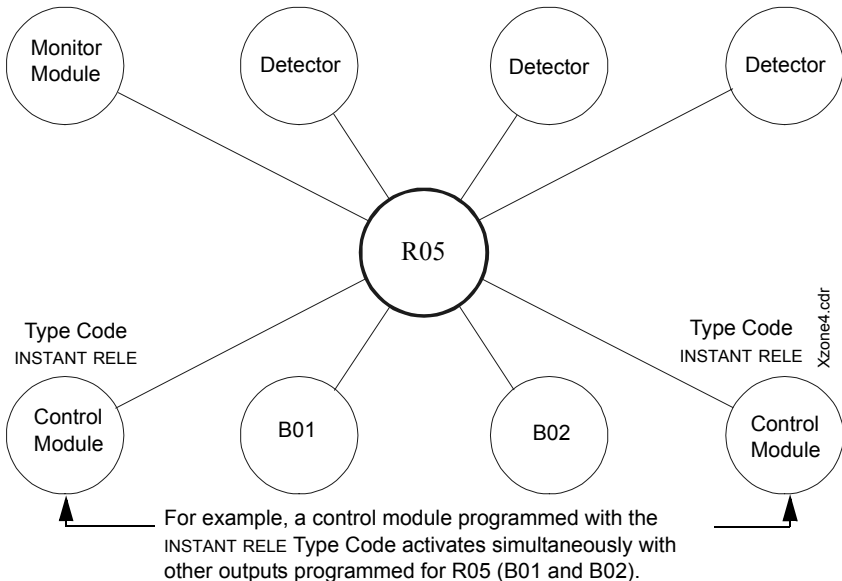 Monitor
Module
Detector
Detector
Detector
R05
Type Code
INSTANT RELE
Type Code
INSTANT RELE
Xzone4.cdr
Control
Module
B01
B02
Control
Module
For example, a control module programmed with the
INSTANT RELE Type Code activates simultaneously with
other outputs programmed for R05 (B01 and B02).